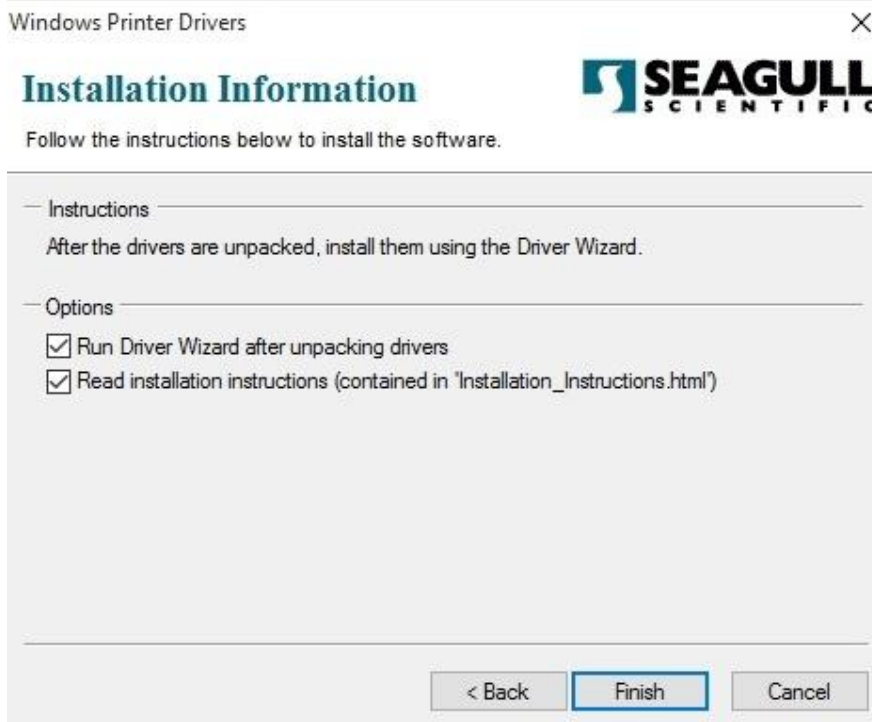 Windows Printer Drivers
Installation Information
SEAGULL
SCIENTIFIC
Follow the instructions below to install the software.
Instructions
After the drivers are unpacked, install them using the Driver Wizard.
Options
Run Driver Wizard after unpacking drivers
Read installation instructions (contained in 'Installation_Instructions.html')
< Back Finish Cancel